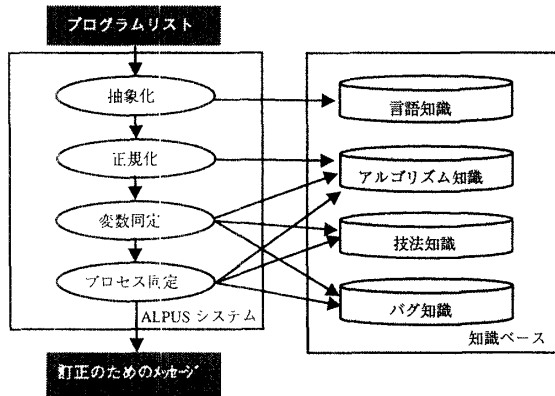 プログラムリスト
抽象化
言語知識
正規化
アルゴリズム知識
変数同定
技法知識
プロセス同定
バグ知識
ALPUS システム
知識ベース
訂正のためのメッセージ